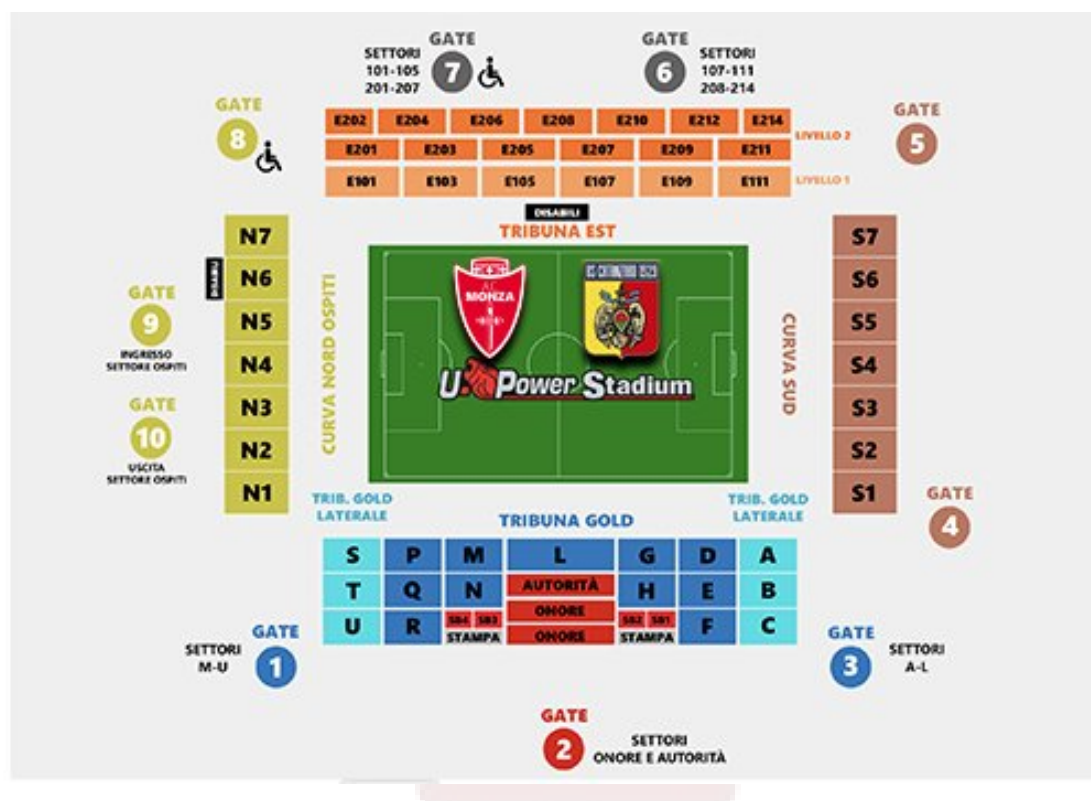 GATE
7
SETTORI
101-105
201-207
GATE
6
SETTORI
107-111
208-214
GATE
8
GATE
5
E202 E204 E206 E208 E210 E212 E214
LIVELLO 2
E201 E203 E205 E207 E209 E211
E101 E103 E105 E107 E109 E111
LIVELLO 1
DISABILI
TRIBUNA EST
N7
N6
N5
N4
N3
N2
N1
DISABILI
CURVA NORD OSPITI
GATE
9
INGRESSO
SETTORE OSPITI
GATE
10
USCITA
SETTORE OSPITI
A.C.
MONZA
US CATANZARO 1929
U.Power Stadium
CURVA SUD
S7
S6
S5
S4
S3
S2
S1
GATE
4
TRIB. GOLD
LATERALE
TRIBUNA GOLD
TRIB. GOLD
LATERALE
S P M L G D A
T Q N AUTORITÀ H E B
ONORE
U R SB4 SB3 SB2 SB1 F C
STAMPA ONORE STAMPA
GATE
1
SETTORI
M-U
GATE
3
SETTORI
A-L
GATE
2
SETTORI
ONORE E AUTORITÀ